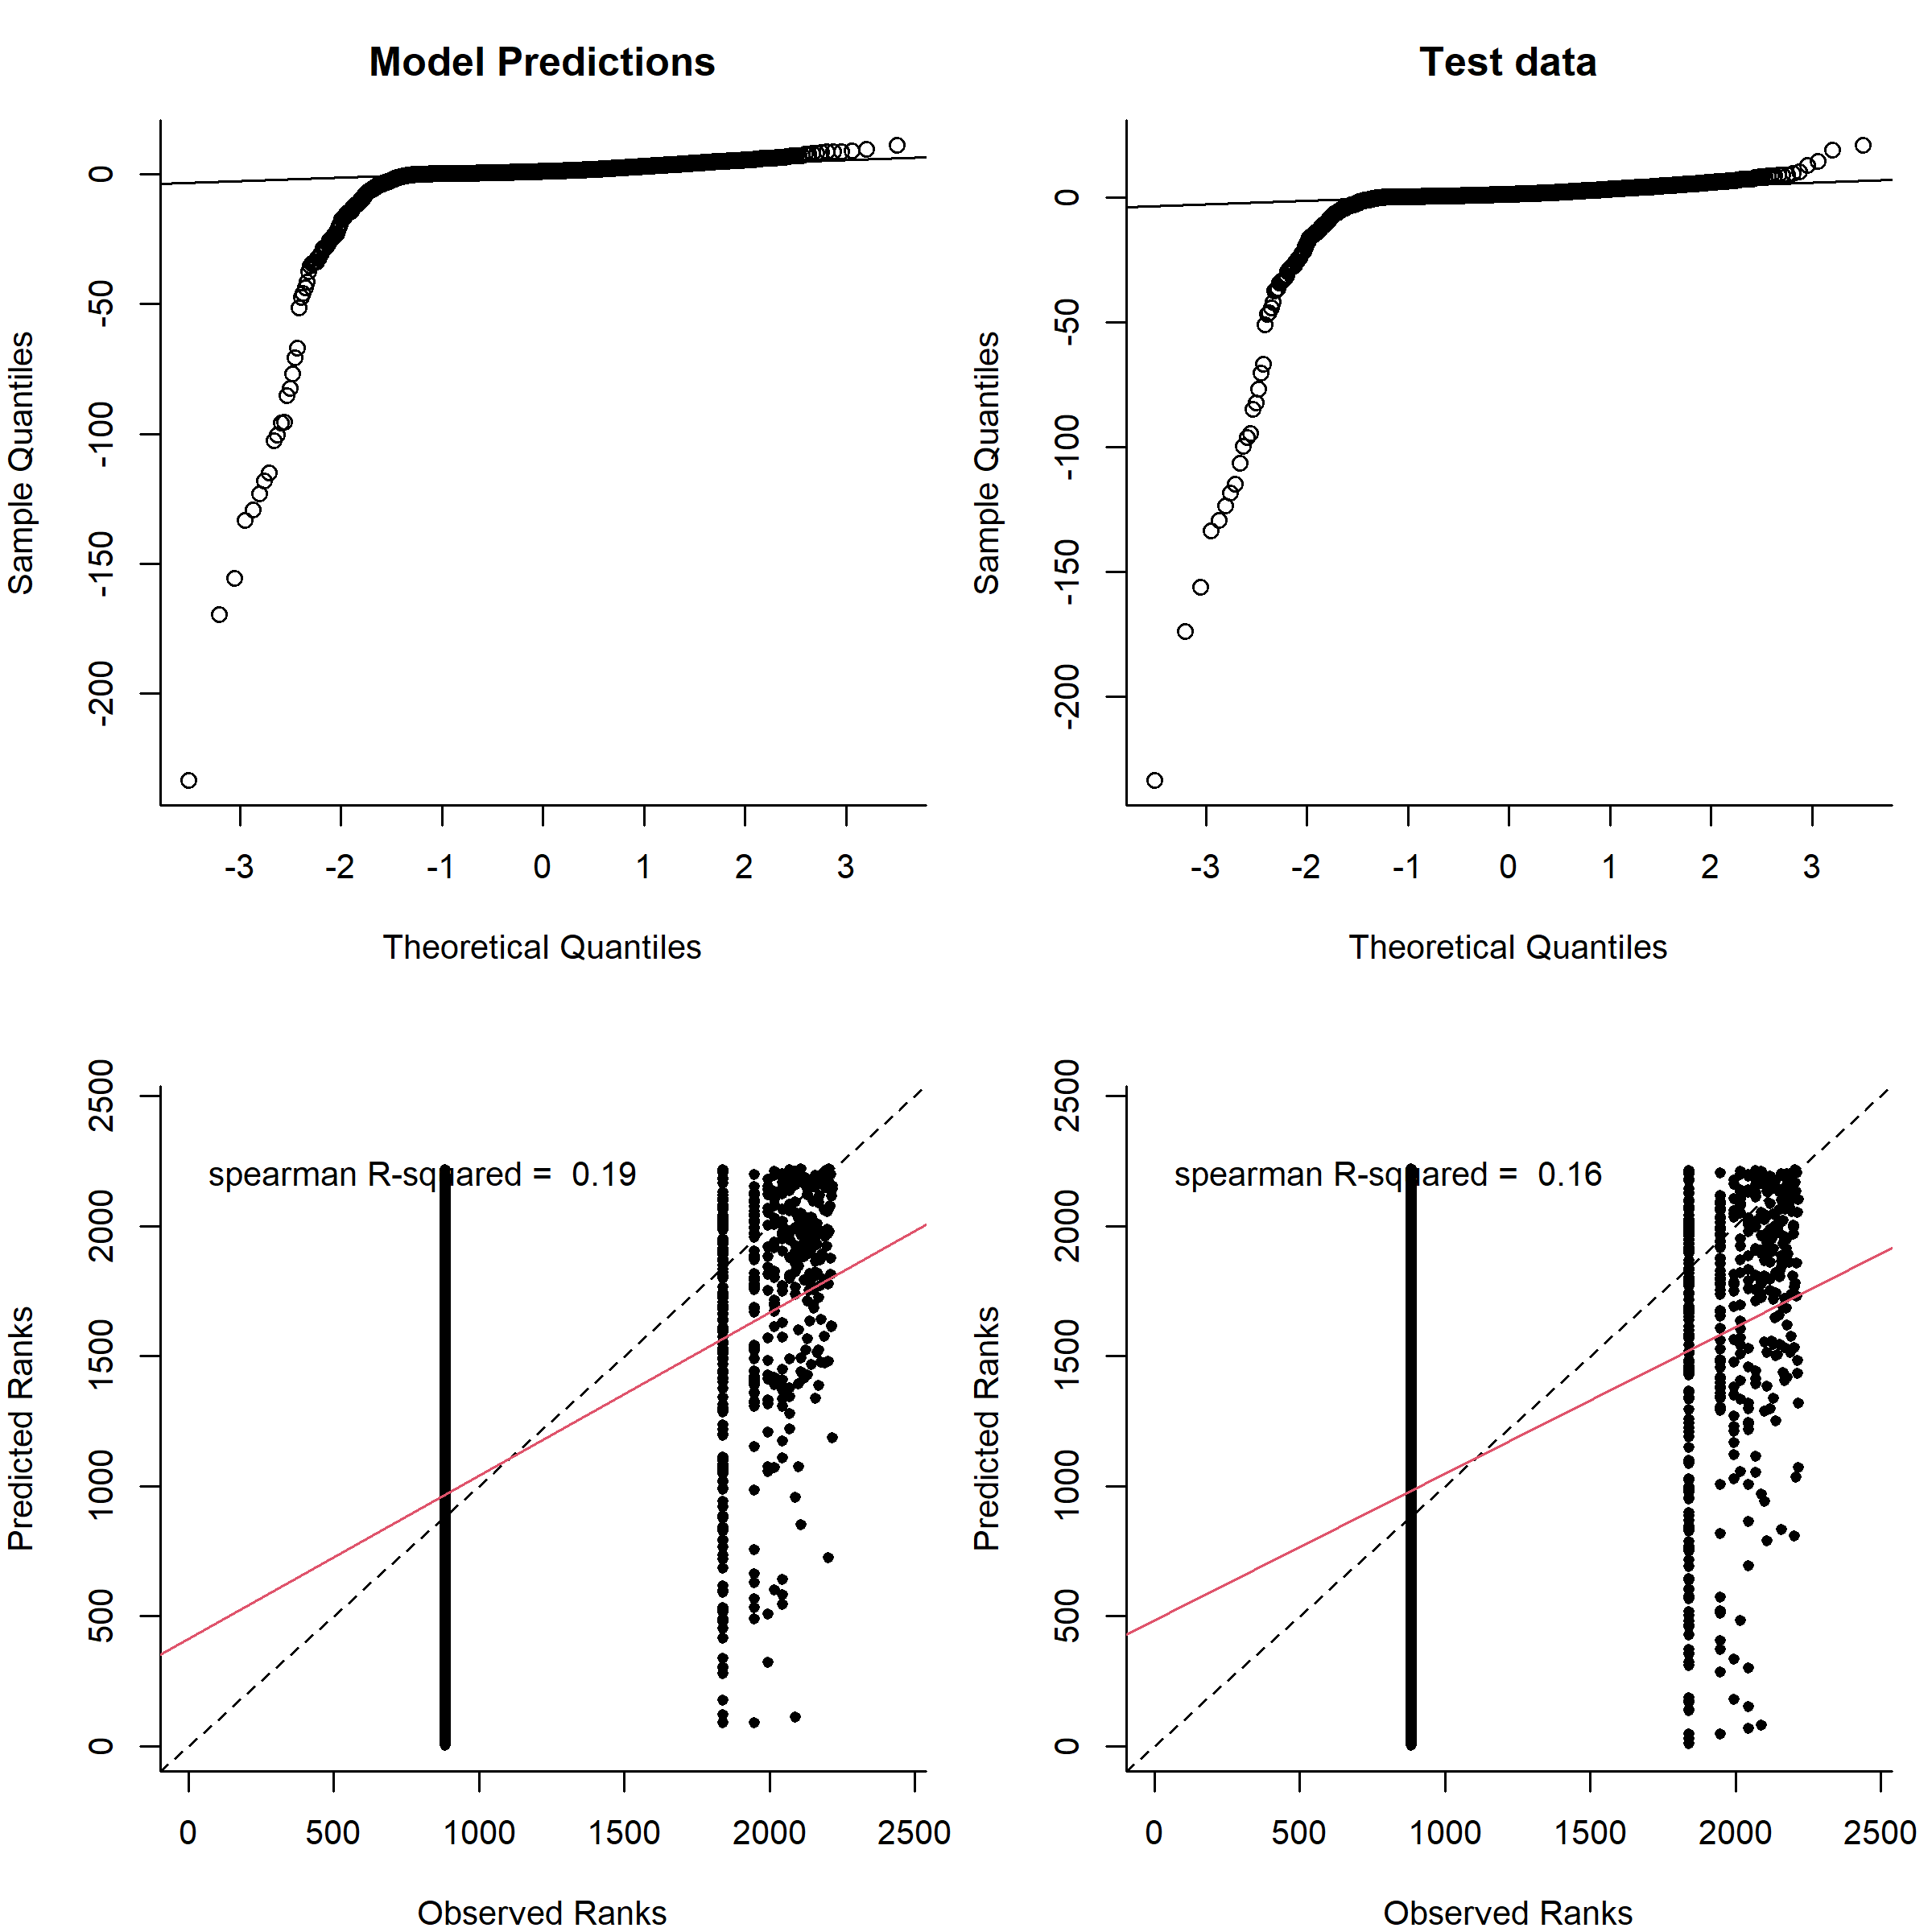 Model Predictions
Sample Quantiles
0
-50
-100
-150
-200
-3 -2 -1 0 1 2 3
Theoretical Quantiles
Test data
Sample Quantiles
0
-50
-100
-150
-200
-3 -2 -1 0 1 2 3
Theoretical Quantiles
Predicted Ranks
2500
2000
1500
1000
500
0
spearman R-squared = 0.19
0 500 1000 1500 2000 2500
Observed Ranks
Predicted Ranks
2500
2000
1500
1000
500
0
spearman R-squared = 0.16
0 500 1000 1500 2000 2500
Observed Ranks